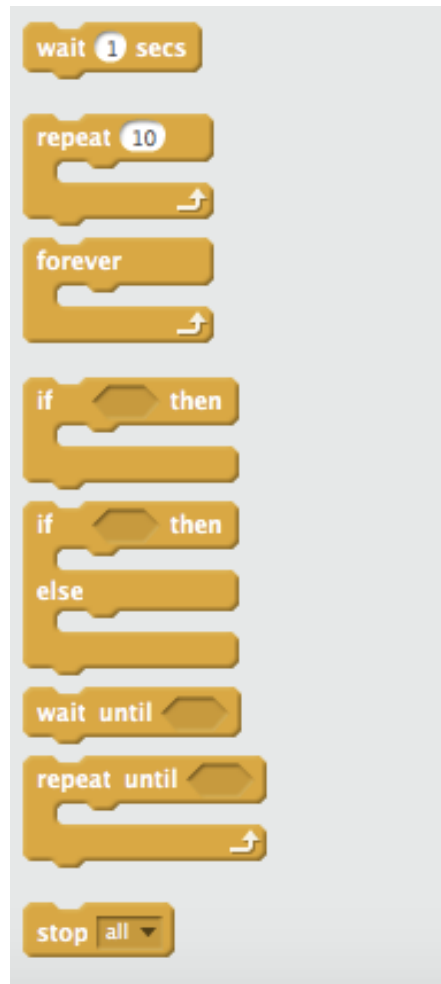 wait 1 secs
repeat 10
forever
if then
if then
else
wait until
repeat until
stop all